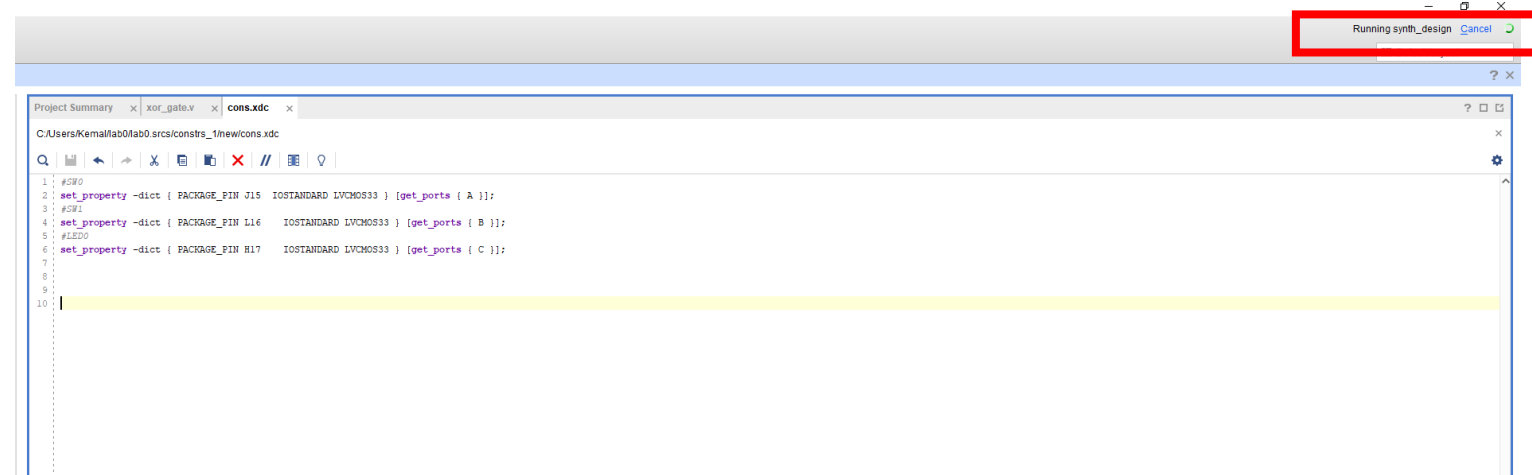 Running synth_design Cancel
Project Summary xor_gate.v cons.xdc
C:/Users/Kemal/lab0/lab0.srcs/constrs_1/new/cons.xdc
1 #SW0
2 set_property -dict { PACKAGE_PIN J15 IOSTANDARD LVCMOS33 } [get_ports { A }];
3 #SW1
4 set_property -dict { PACKAGE_PIN L16 IOSTANDARD LVCMOS33 } [get_ports { B }];
5 #LED0
6 set_property -dict { PACKAGE_PIN H17 IOSTANDARD LVCMOS33 } [get_ports { C }];
7
8
9
10